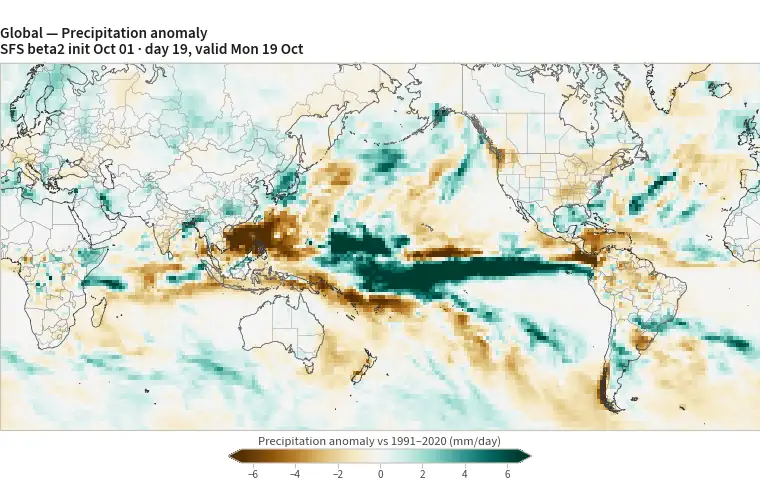 Global — Precipitation anomaly
SFS beta2 init Oct 01 · day 19, valid Mon 19 Oct
Precipitation anomaly vs 1991–2020 (mm/day)
−6 −4 −2 0 2 4 6